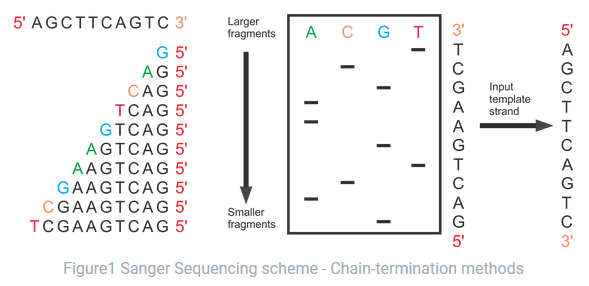 5' AGCTTCAGTC 3'
G 5'
AG 5'
CAG 5'
TCAG 5'
GTCAG 5'
AGTCAG 5'
AAGTCAG 5'
GAAGTCAG 5'
CGAAGTCAG 5'
TCGAAGTCAG 5'
Larger
fragments
Smaller
fragments
A C G T
3'
T
C
G
A
A
G
T
C
A
G
5'
Input
template
strand
5'
A
G
C
T
T
C
A
G
T
C
3'
Figure1 Sanger Sequencing scheme - Chain-termination methods